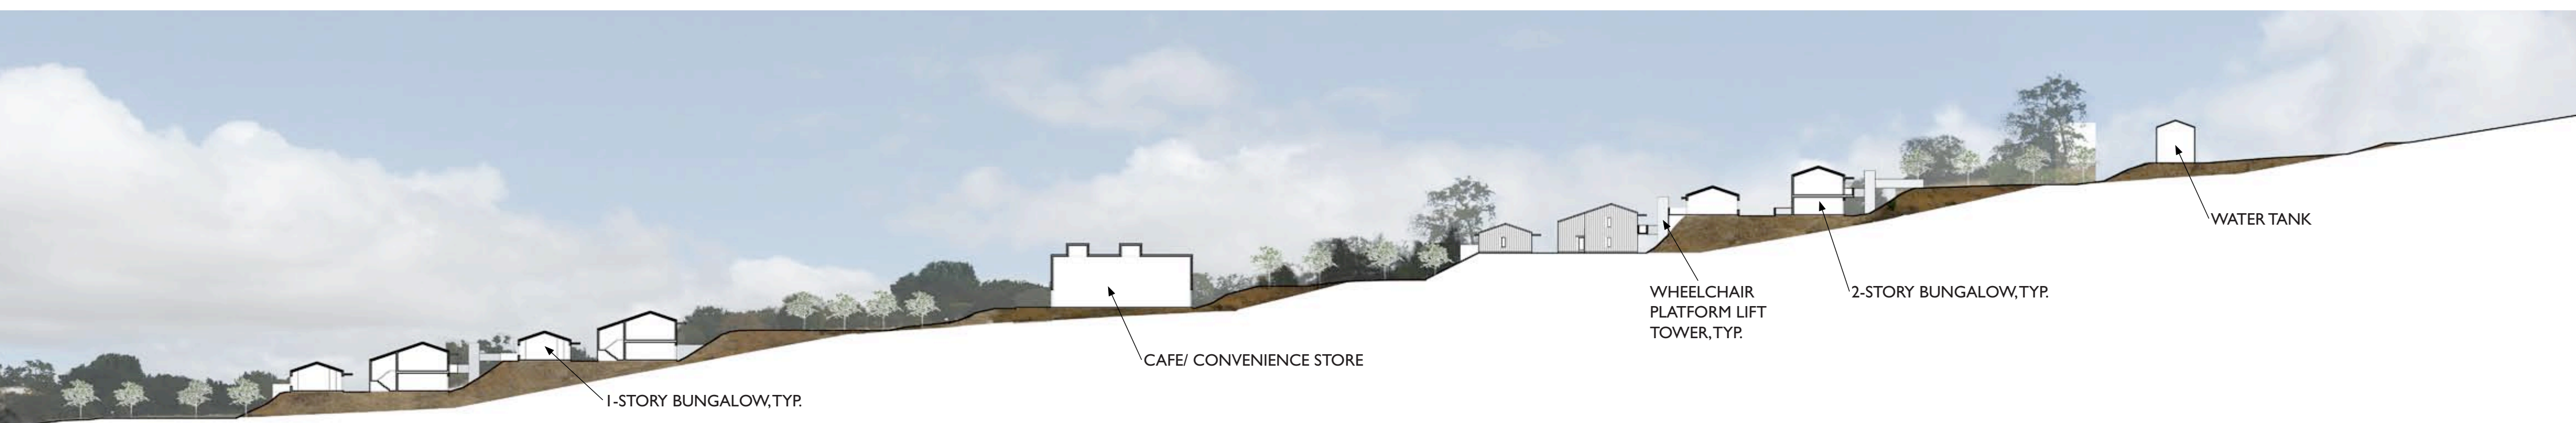 1-STORY BUNGALOW, TYP.
CAFE/ CONVENIENCE STORE
WHEELCHAIR
PLATFORM LIFT
TOWER, TYP.
2-STORY BUNGALOW, TYP.
WATER TANK